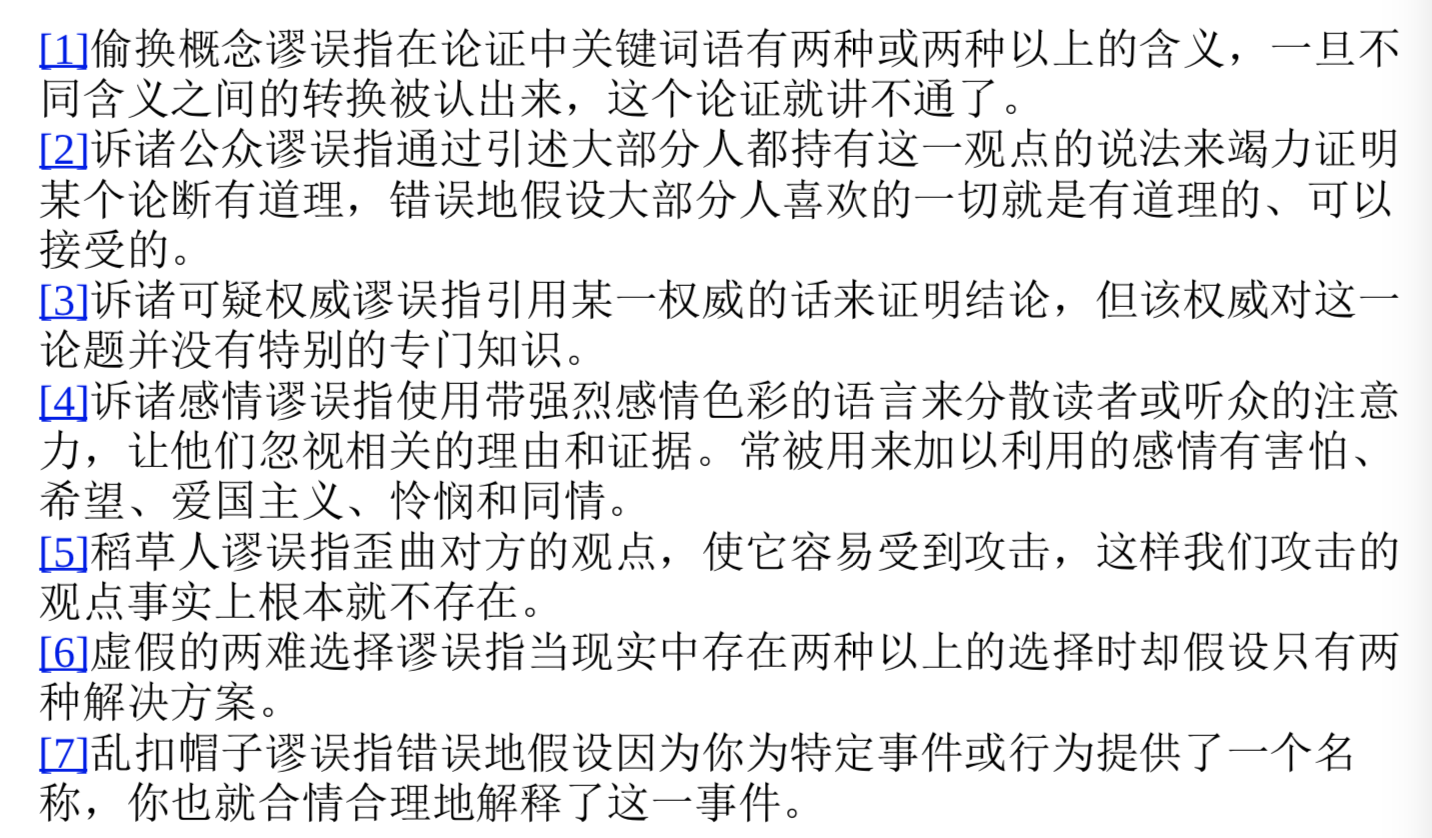 [1]偷换概念谬误指在论证中关键词语有两种或两种以上的含义，一旦不
同含义之间的转换被认出来，这个论证就讲不通了。
[2]诉诸公众谬误指通过引述大部分人都持有这一观点的说法来竭力证明
某个论断有道理，错误地假设大部分人喜欢的一切就是有道理的、可以
接受的。
[3]诉诸可疑权威谬误指引用某一权威的话来证明结论，但该权威对这一
论题并没有特别的专门知识。
[4]诉诸感情谬误指使用带强烈感情色彩的语言来分散读者或听众的注意
力，让他们忽视相关的理由和证据。常被用来加以利用的感情有害怕、
希望、爱国主义、怜悯和同情。
[5]稻草人谬误指歪曲对方的观点，使它容易受到攻击，这样我们攻击的
观点事实上根本就不存在。
[6]虚假的两难选择谬误指当现实中存在两种以上的选择时却假设只有两
种解决方案。
[7]乱扣帽子谬误指错误地假设因为你为特定事件或行为提供了一个名
称，你也就合情合理地解释了这一事件。